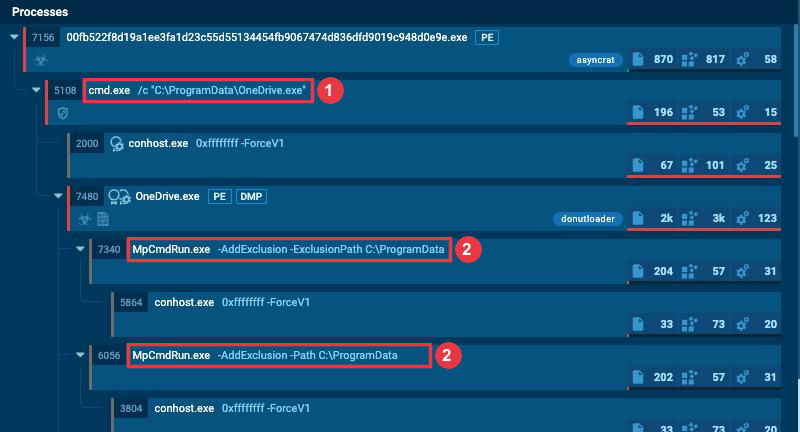 Processes
7156 00fb522f8d19a1ee3fa1d23c55d55134454fb9067474d836dfd9019c948d0e9e.exe PE
asyncrat 870 817 58
5108 cmd.exe /c "C:\ProgramData\OneDrive.exe" 1
196 53 15
2000 conhost.exe 0xffffffff -ForceV1
67 101 25
7480 OneDrive.exe PE DMP
donutloader 2k 3k 123
7340 MpCmdRun.exe -AddExclusion -ExclusionPath C:\ProgramData 2
204 57 31
5864 conhost.exe 0xffffffff -ForceV1
33 73 20
6056 MpCmdRun.exe -AddExclusion -Path C:\ProgramData 2
202 57 31
3804 conhost.exe 0xffffffff -ForceV1
33 73 20